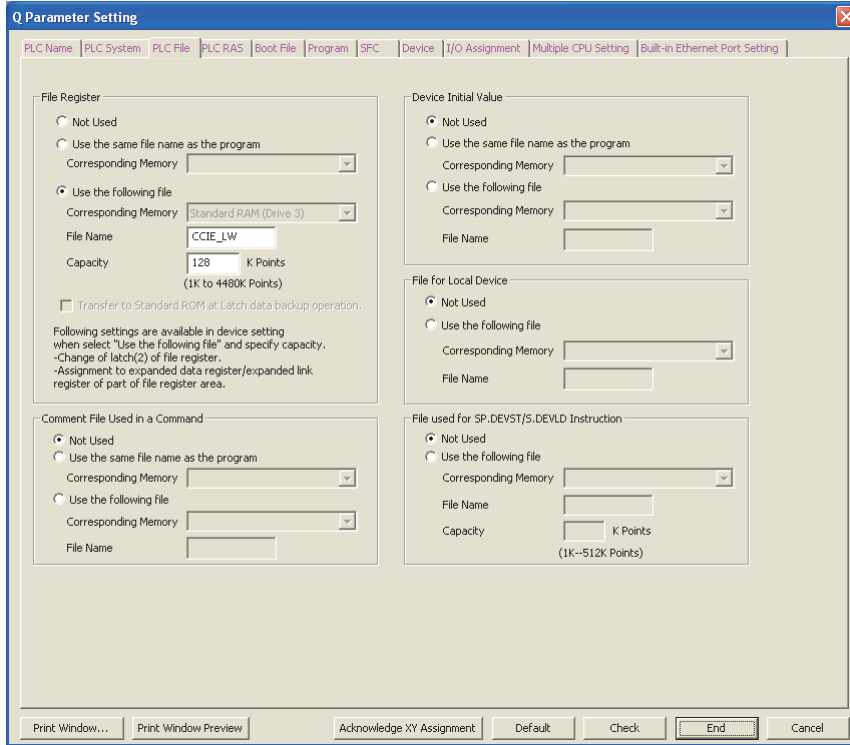 Q Parameter Setting
PLC Name PLC System PLC File PLC RAS Boot File Program SFC Device I/O Assignment Multiple CPU Setting Built-in Ethernet Port Setting
File Register
Not Used
Use the same file name as the program
Corresponding Memory
Use the following file
Corresponding Memory Standard RAM (Drive 3)
File Name CCIE_LW
Capacity 128 K Points
(1K to 4480K Points)
Transfer to Standard ROM at Latch data backup operation.
Following settings are available in device setting
when select "Use the following file" and specify capacity.
-Change of latch(2) of file register.
-Assignment to expanded data register/expanded link
register of part of file register area.
Comment File Used in a Command
Not Used
Use the same file name as the program
Corresponding Memory
Use the following file
Corresponding Memory
File Name
Device Initial Value
Not Used
Use the same file name as the program
Corresponding Memory
Use the following file
Corresponding Memory
File Name
File for Local Device
Not Used
Use the following file
Corresponding Memory
File Name
File used for SP.DEVST/S.DEVLD Instruction
Not Used
Use the following file
Corresponding Memory
File Name
Capacity K Points
(1K--512K Points)
Print Window... Print Window Preview Acknowledge XY Assignment Default Check End Cancel